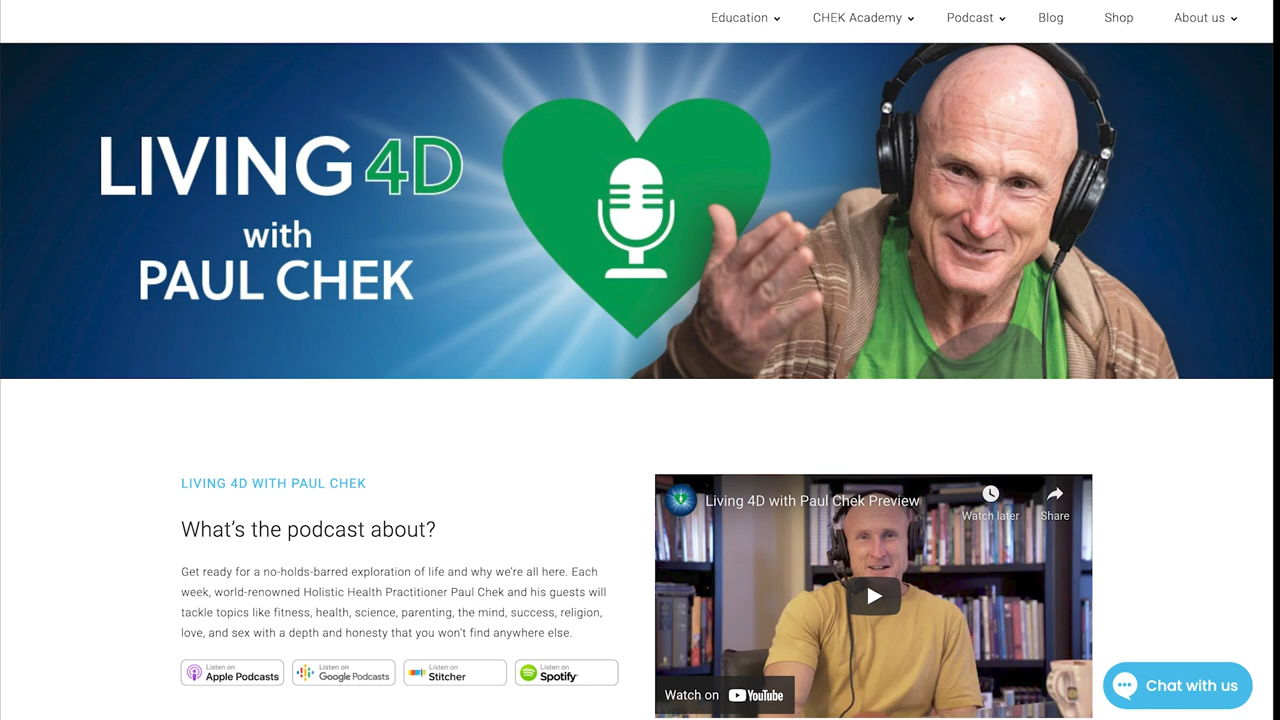 Education
CHEK Academy
Podcast
Blog
Shop
About us
LIVING 4D
with
PAUL CHEK
LIVING 4D WITH PAUL CHEK
What's the podcast about?
Get ready for a no-holds-barred exploration of life and why we're all here. Each
week, world-renowned Holistic Health Practitioner Paul Chek and his guests will
tackle topics like fitness, health, science, parenting, the mind, success, religion,
love, and sex with a depth and honesty that you won't find anywhere else.
Listen on
Apple Podcasts
Listen on
Google Podcasts
Listen on
Stitcher
Listen on
Spotify
Living 4D with Paul Chek Preview
Watch later
Share
Watch on YouTube
Chat with us